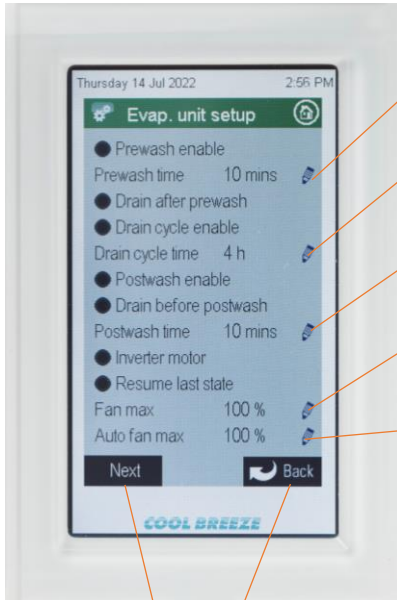 Thursday 14 Jul 2022 2:56 PM
Evap. unit setup
Prewash enable
Prewash time 10 mins
Drain after prewash
Drain cycle enable
Drain cycle time 4 h
Postwash enable
Drain before postwash
Postwash time 10 mins
Inverter motor
Resume last state
Fan max 100 %
Auto fan max 100 %
Next Back
COOL BREEZE